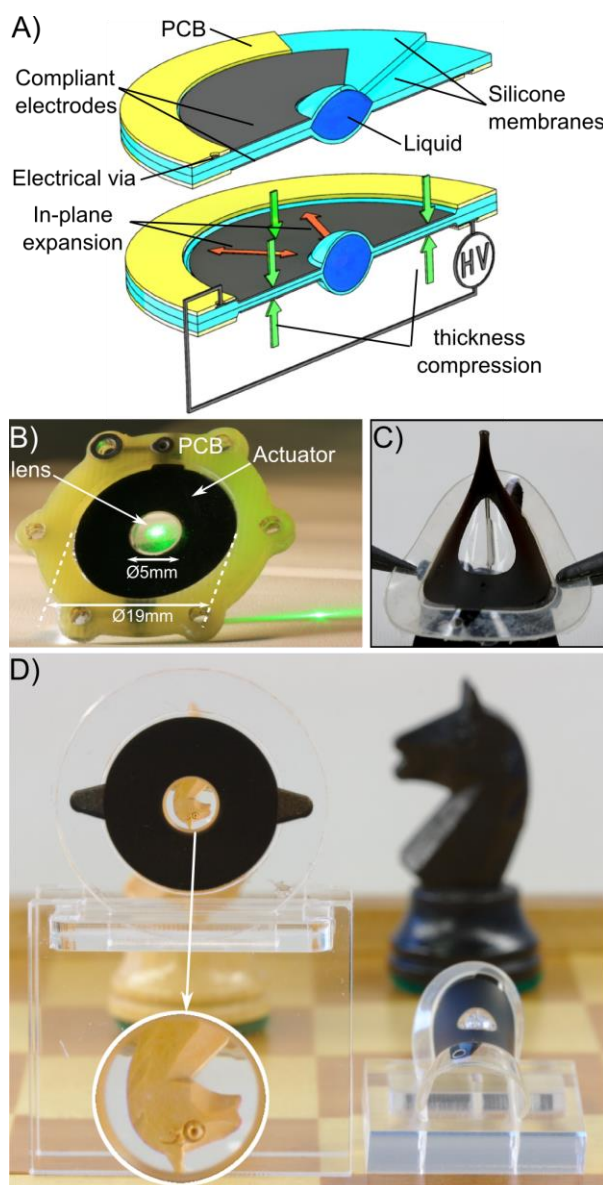 A)
PCB
Compliant
electrodes
Silicone
membranes
Liquid
Electrical via
In-plane
expansion
HV
thickness
compression
B)
PCB
Actuator
lens
Ø5mm
Ø19mm
C)
D)